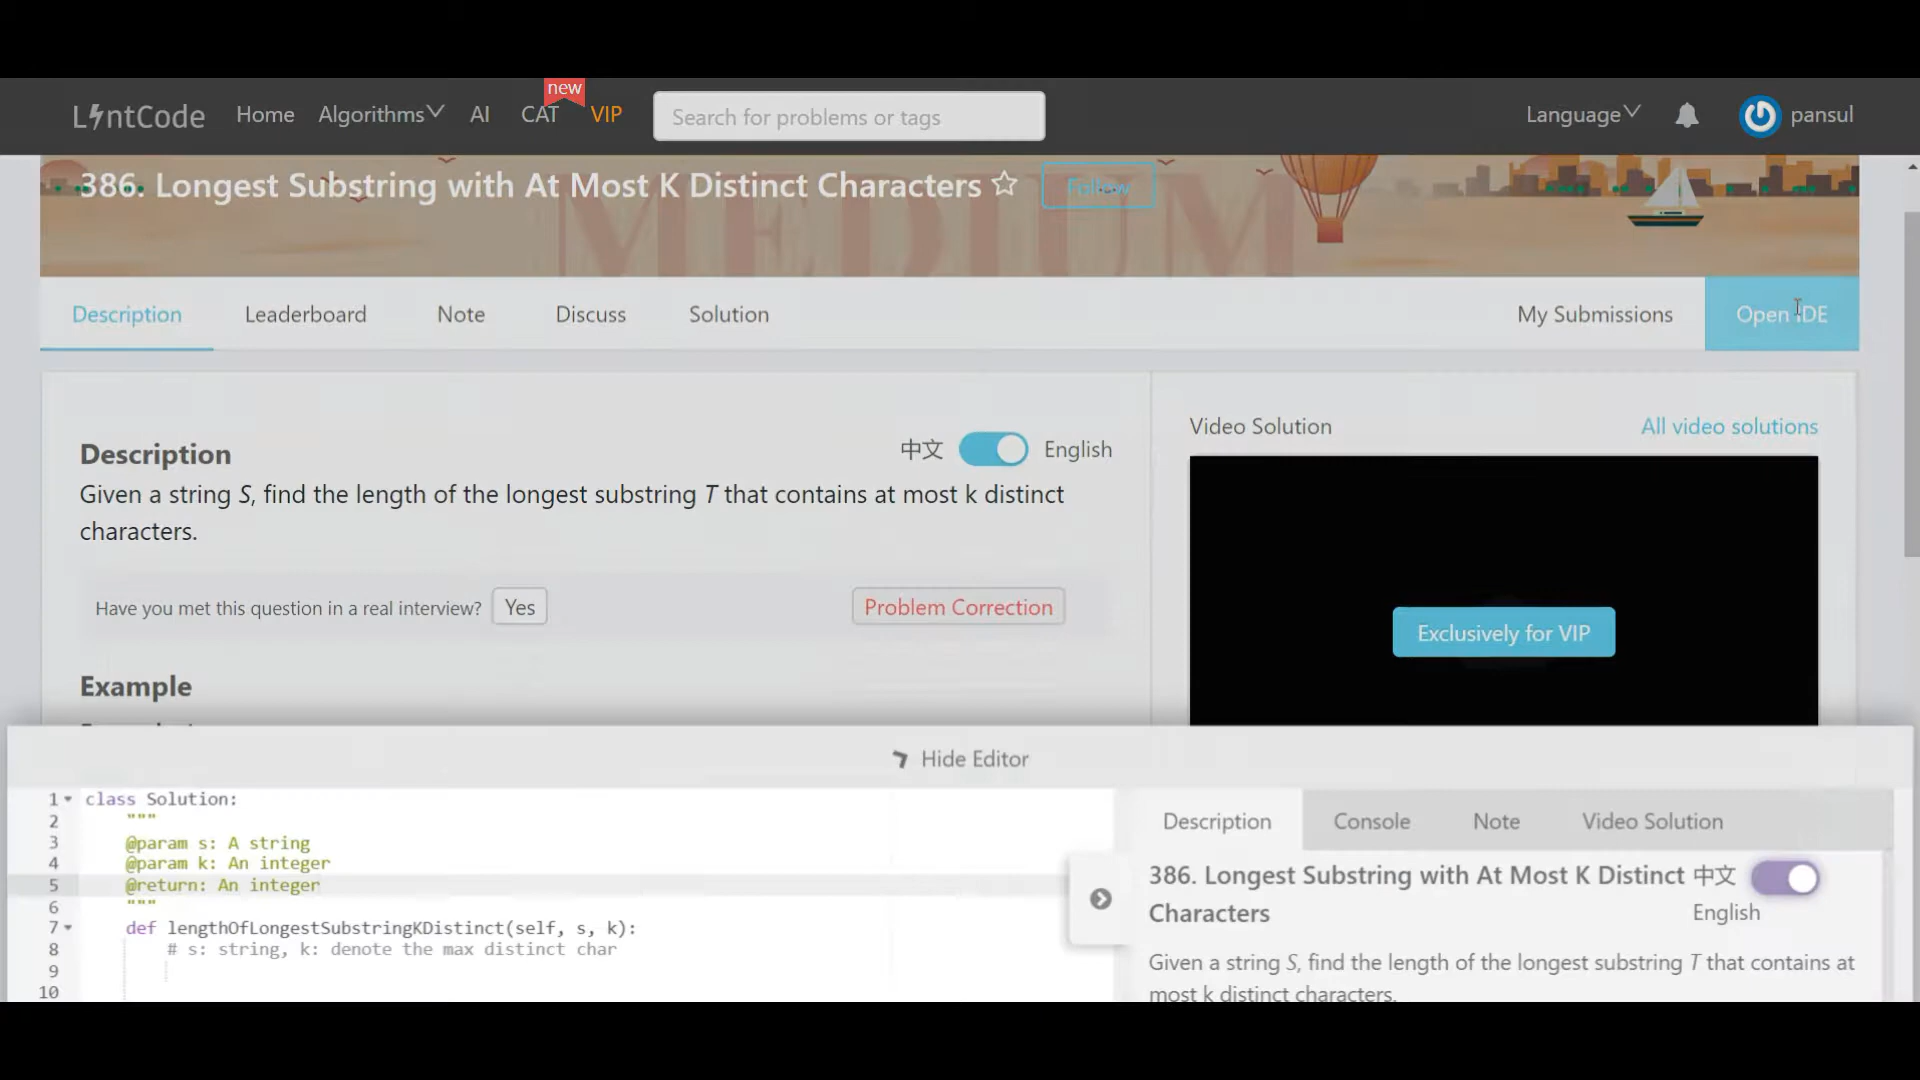 LintCode Home Algorithms AI CAT new VIP Search for problems or tags Language pansul
386. Longest Substring with At Most K Distinct Characters Follow
MEDIUM
Description Leaderboard Note Discuss Solution My Submissions Open IDE
Description 中文 English
Given a string S, find the length of the longest substring T that contains at most k distinct
characters.
Have you met this question in a real interview? Yes Problem Correction
Example
Video Solution All video solutions
Exclusively for VIP
Hide Editor
1 class Solution:
2 """
3 @param s: A string
4 @param k: An integer
5 @return: An integer
6 """
7 def lengthOfLongestSubstringKDistinct(self, s, k):
8 # s: string, k: denote the max distinct char
9
10
Description Console Note Video Solution
386. Longest Substring with At Most K Distinct 中文
Characters English
Given a string S, find the length of the longest substring T that contains at
most k distinct characters.